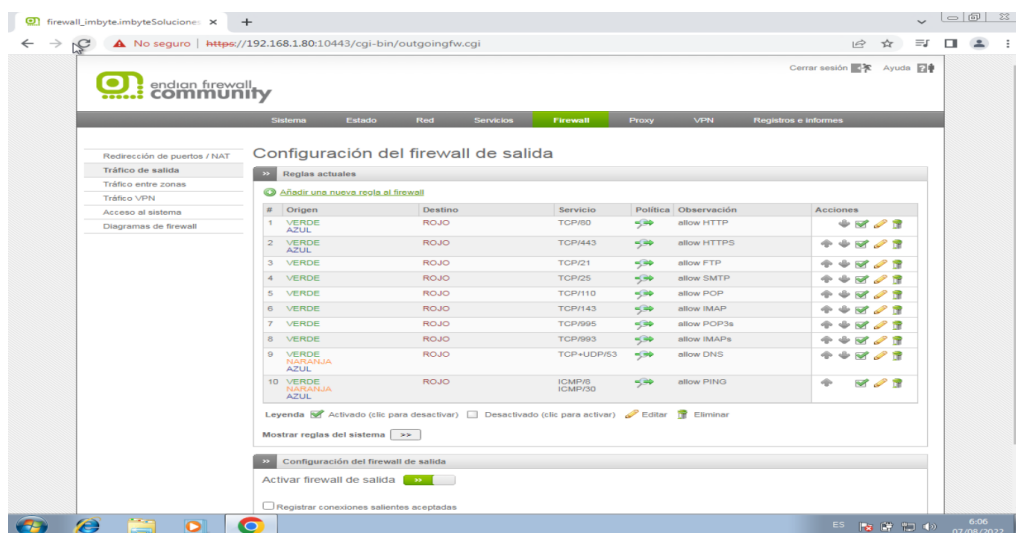 firewall_imbyte.imbyteSoluciones
No seguro | https://192.168.1.80:10443/cgi-bin/outgoingfw.cgi
Cerrar sesión Ayuda
endian firewall
community
Sistema Estado Red Servicios Firewall Proxy VPN Registros e informes
Redirección de puertos / NAT
Tráfico de salida
Tráfico entre zonas
Tráfico VPN
Acceso al sistema
Diagramas de firewall
Configuración del firewall de salida
>> Reglas actuales
Añadir una nueva regla al firewall
# Origen Destino Servicio Política Observación Acciones
1 VERDE ROJO TCP/80 allow HTTP
AZUL
2 VERDE ROJO TCP/443 allow HTTPS
AZUL
3 VERDE ROJO TCP/21 allow FTP
4 VERDE ROJO TCP/25 allow SMTP
5 VERDE ROJO TCP/110 allow POP
6 VERDE ROJO TCP/143 allow IMAP
7 VERDE ROJO TCP/995 allow POP3s
8 VERDE ROJO TCP/993 allow IMAPs
9 VERDE ROJO TCP+UDP/53 allow DNS
NARANJA
AZUL
10 VERDE ROJO ICMP/8 allow PING
NARANJA ICMP/30
AZUL
Leyenda Activado (clic para desactivar) Desactivado (clic para activar) Editar Eliminar
Mostrar reglas del sistema >>
>> Configuración del firewall de salida
Activar firewall de salida >>
Registrar conexiones salientes aceptadas
ES 6:06
07/08/2022